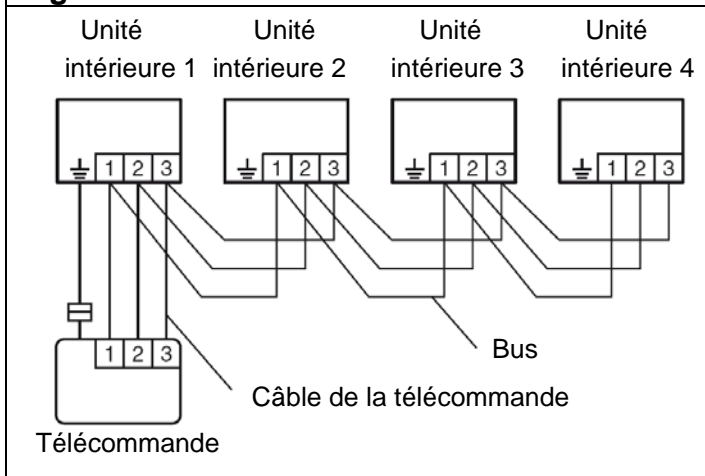 Unité Unité Unité Unité
intérieure 1 intérieure 2 intérieure 3 intérieure 4
1 2 3 1 2 3 1 2 3 1 2 3
1 2 3
Bus
Câble de la télécommande
Télécommande